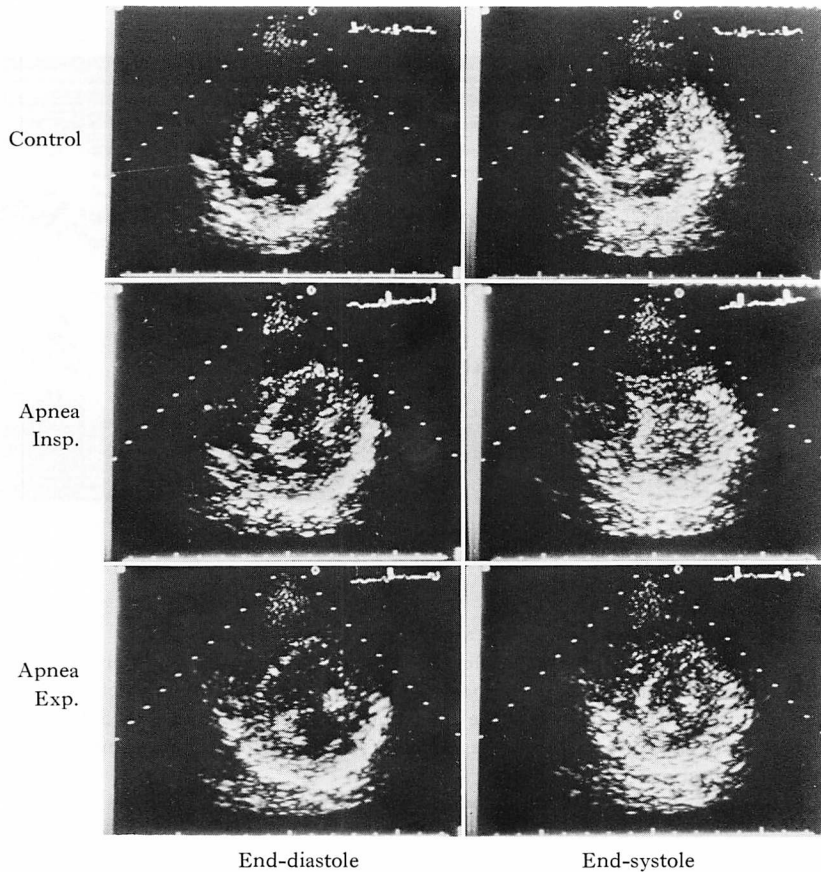 Control
Apnea
Insp.
Apnea
Exp.
End-diastole
End-systole